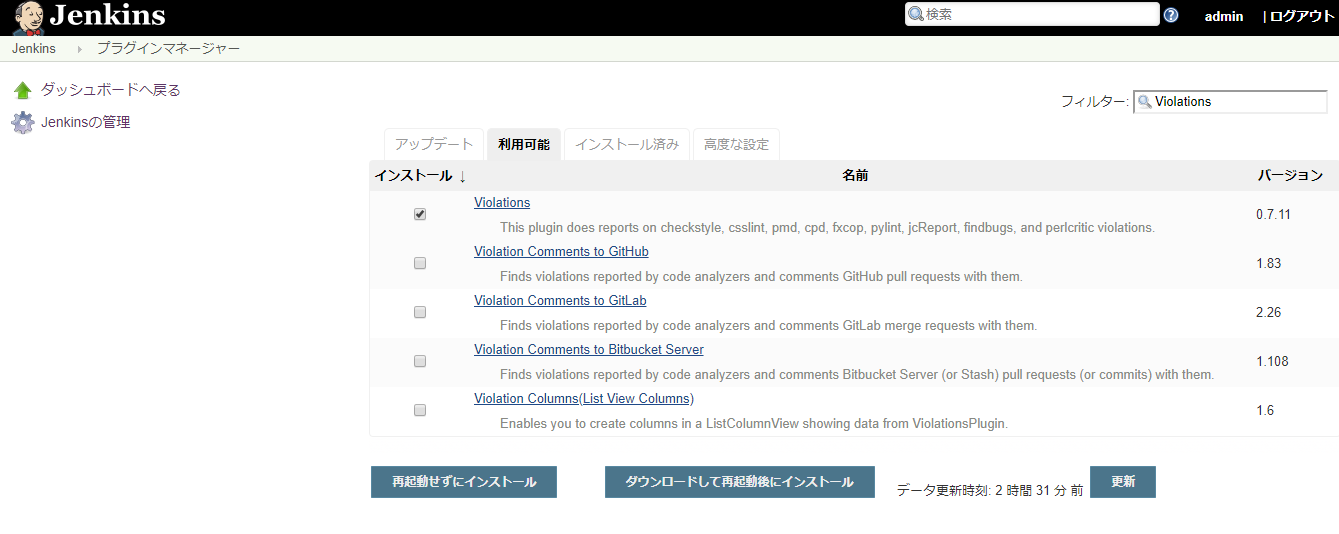 Jenkins
検索
admin
| ログアウト
Jenkins
プラグインマネージャー
ダッシュボードへ戻る
Jenkinsの管理
フィルター: Violations
アップデート
利用可能
インストール済み
高度な設定
インストール ↓
名前
バージョン
Violations
This plugin does reports on checkstyle, csslint, pmd, cpd, fxcop, pylint, jcReport, findbugs, and perlcritic violations.
0.7.11
Violation Comments to GitHub
Finds violations reported by code analyzers and comments GitHub pull requests with them.
1.83
Violation Comments to GitLab
Finds violations reported by code analyzers and comments GitLab merge requests with them.
2.26
Violation Comments to Bitbucket Server
Finds violations reported by code analyzers and comments Bitbucket Server (or Stash) pull requests (or commits) with them.
1.108
Violation Columns(List View Columns)
Enables you to create columns in a ListColumnView showing data from ViolationsPlugin.
1.6
再起動せずにインストール
ダウンロードして再起動後にインストール
データ更新時刻: 2 時間 31 分 前
更新